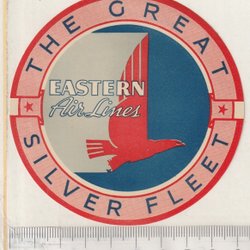 THE GREAT
EASTERN
Air Lines
SILVER FLEET